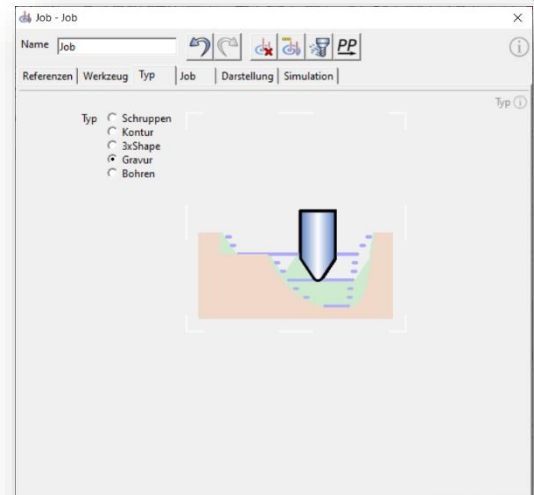 Job - Job
Name Job PP
Referenzen Werkzeug Typ Job Darstellung Simulation
Typ
Typ Schruppen
Kontur
3xShape
Gravur
Bohren